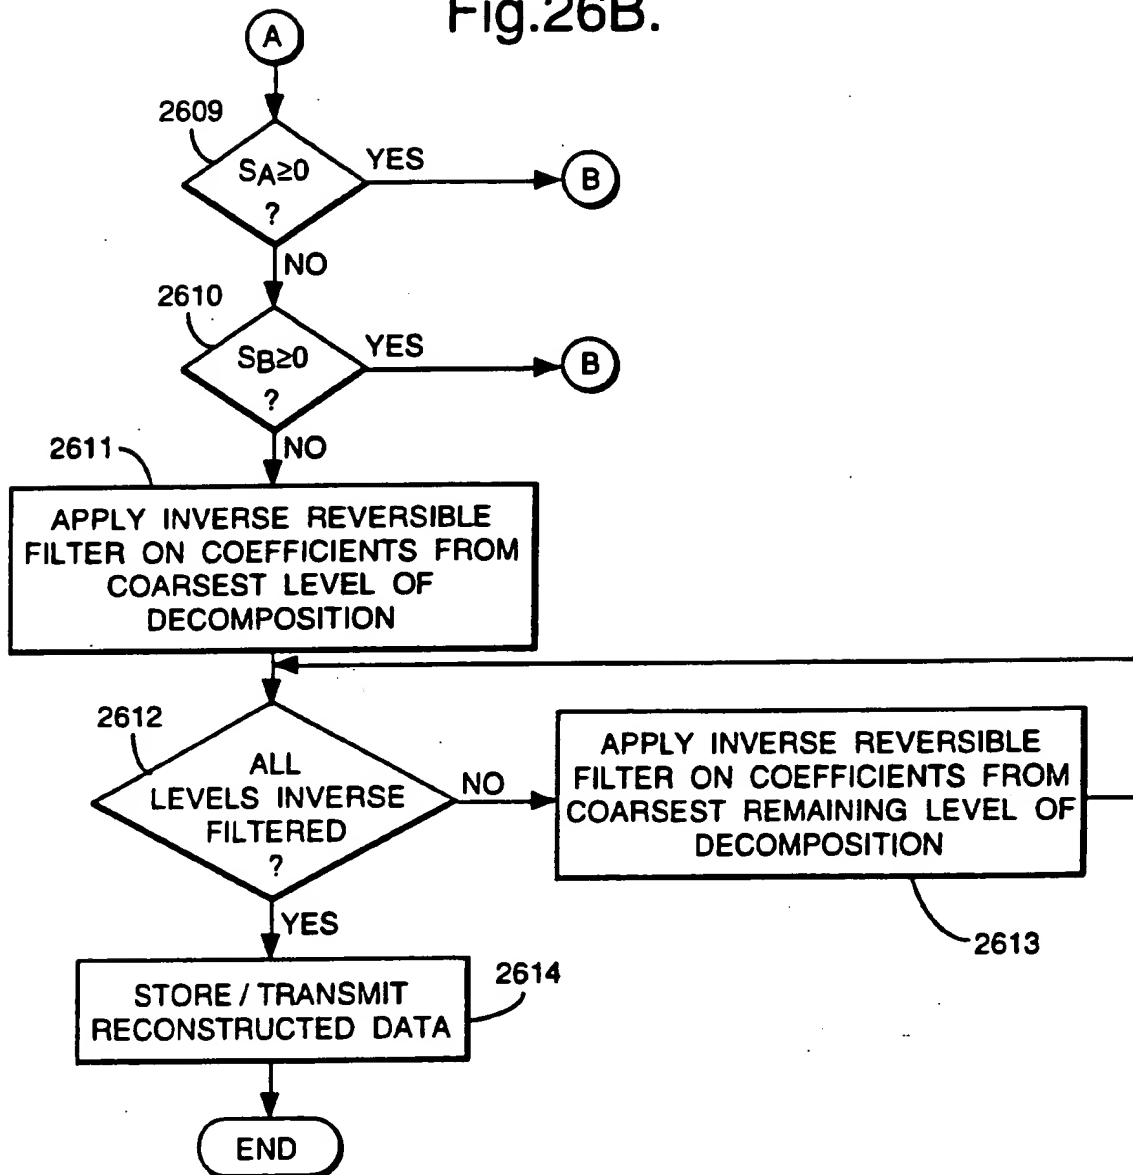 Fig.26B.
A
2609
SA≥0
?
YES
B
NO
2610
SB≥0
?
YES
B
NO
2611
APPLY INVERSE REVERSIBLE
FILTER ON COEFFICIENTS FROM
COARSEST LEVEL OF
DECOMPOSITION
2612
ALL
LEVELS INVERSE
FILTERED
?
NO
APPLY INVERSE REVERSIBLE
FILTER ON COEFFICIENTS FROM
COARSEST REMAINING LEVEL OF
DECOMPOSITION
2613
YES
STORE / TRANSMIT
RECONSTRUCTED DATA
2614
END